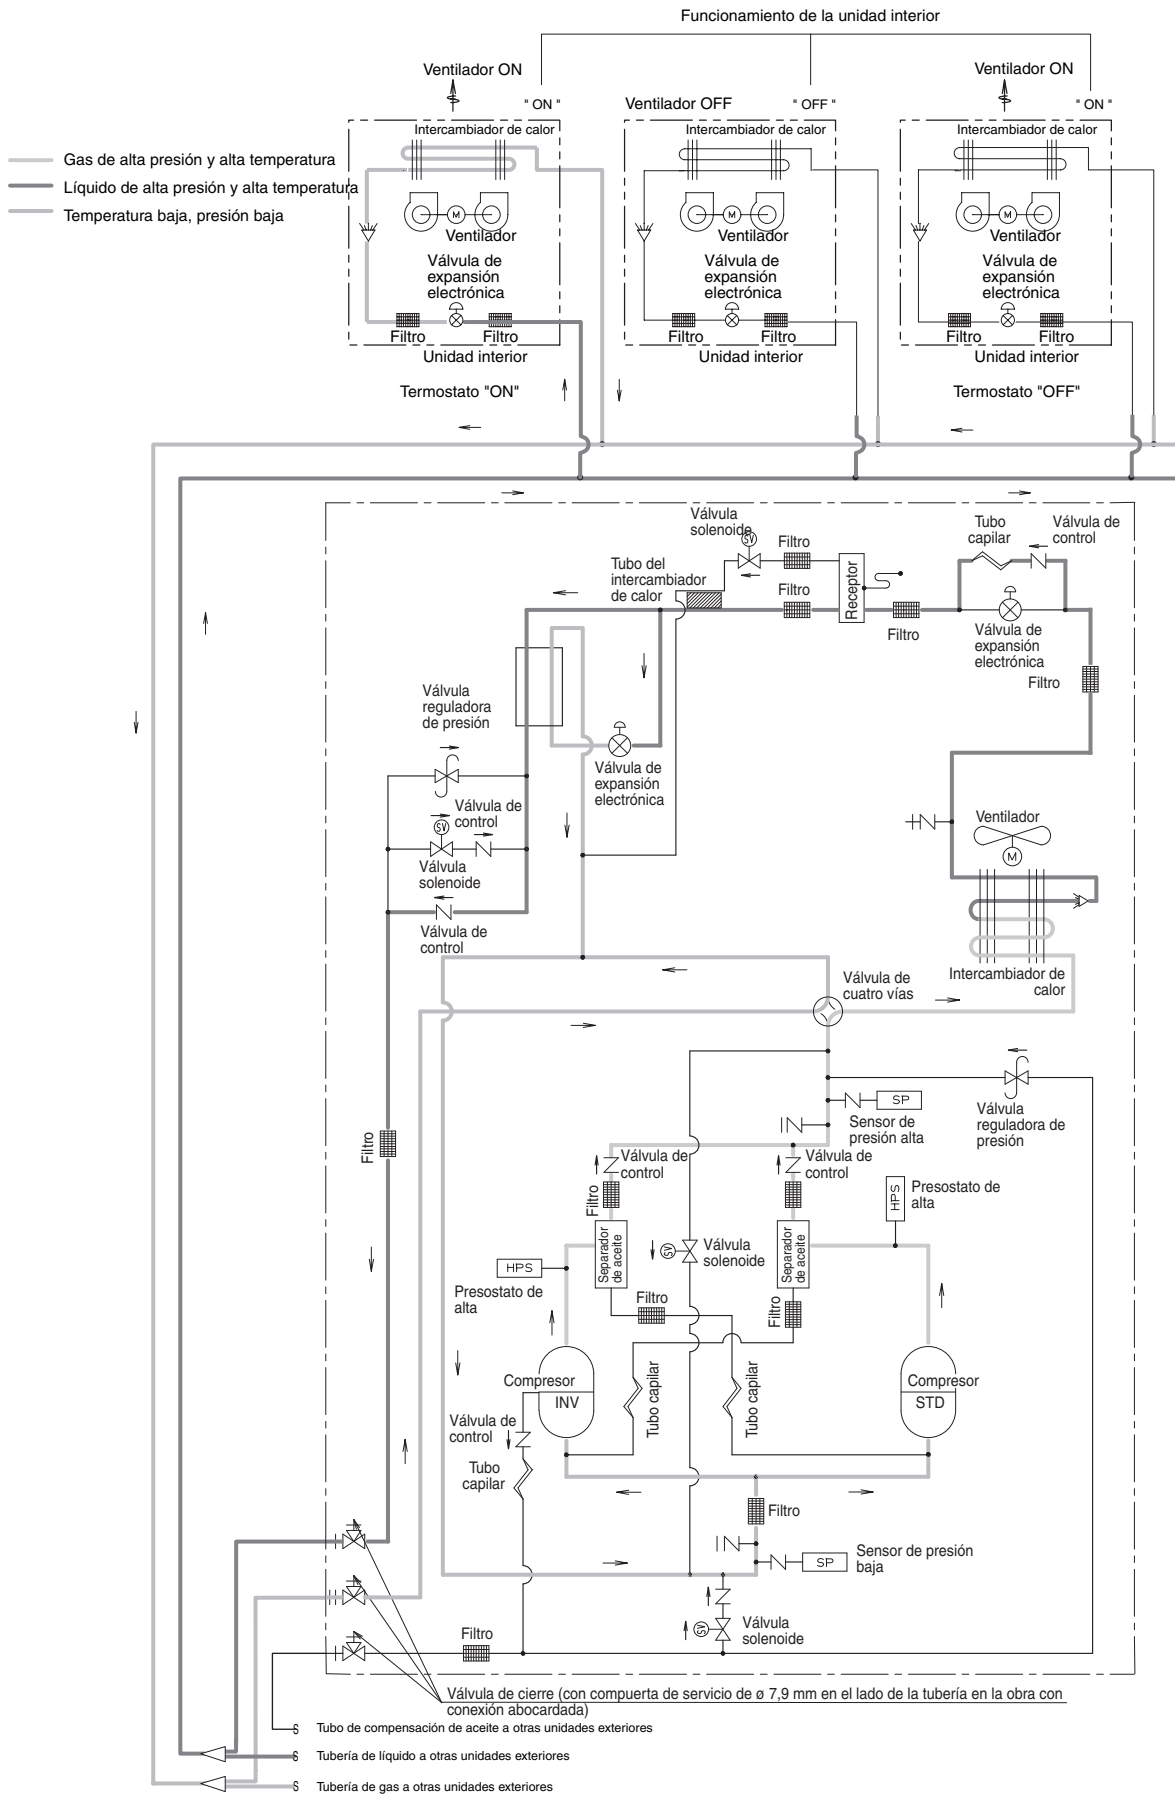 Funcionamiento de la unidad interior
Ventilador ON
" ON "
Ventilador OFF
" OFF "
Ventilador ON
" ON "
Gas de alta presión y alta temperatura
Líquido de alta presión y alta temperatura
Temperatura baja, presión baja
Intercambiador de calor
M
Ventilador
Válvula de
expansión
electrónica
Filtro
Filtro
Unidad interior
Intercambiador de calor
M
Ventilador
Válvula de
expansión
electrónica
Filtro
Filtro
Unidad interior
Intercambiador de calor
M
Ventilador
Válvula de
expansión
electrónica
Filtro
Filtro
Unidad interior
Termostato "ON"
Termostato "OFF"
Válvula
solenoide
SV
Filtro
Tubo del
intercambiador
de calor
Filtro
Receptor
Filtro
Tubo
capilar
Válvula de
control
Válvula de
expansión
electrónica
Filtro
Válvula
reguladora
de presión
Válvula de
expansión
electrónica
Válvula de
control
SV
Válvula
solenoide
Válvula de
control
Ventilador
M
Intercambiador de
calor
Válvula de
cuatro vías
SP
Sensor de
presión alta
Válvula
reguladora de
presión
Filtro
Válvula de
control
Válvula de
control
Filtro
HPS
Presostato de
alta
Separador
de aceite
SV
Válvula
solenoide
Separador
de aceite
HPS
Presostato de
alta
Filtro
Filtro
Compresor
INV
Tubo capilar
Tubo capilar
Compresor
STD
Válvula de
control
Tubo
capilar
Filtro
SP
Sensor de presión
baja
SV
Válvula
solenoide
Filtro
Válvula de cierre (con compuerta de servicio de ø 7,9 mm en el lado de la tubería en la obra con
conexión abocardada)
S Tubo de compensación de aceite a otras unidades exteriores
S Tubería de líquido a otras unidades exteriores
S Tubería de gas a otras unidades exteriores